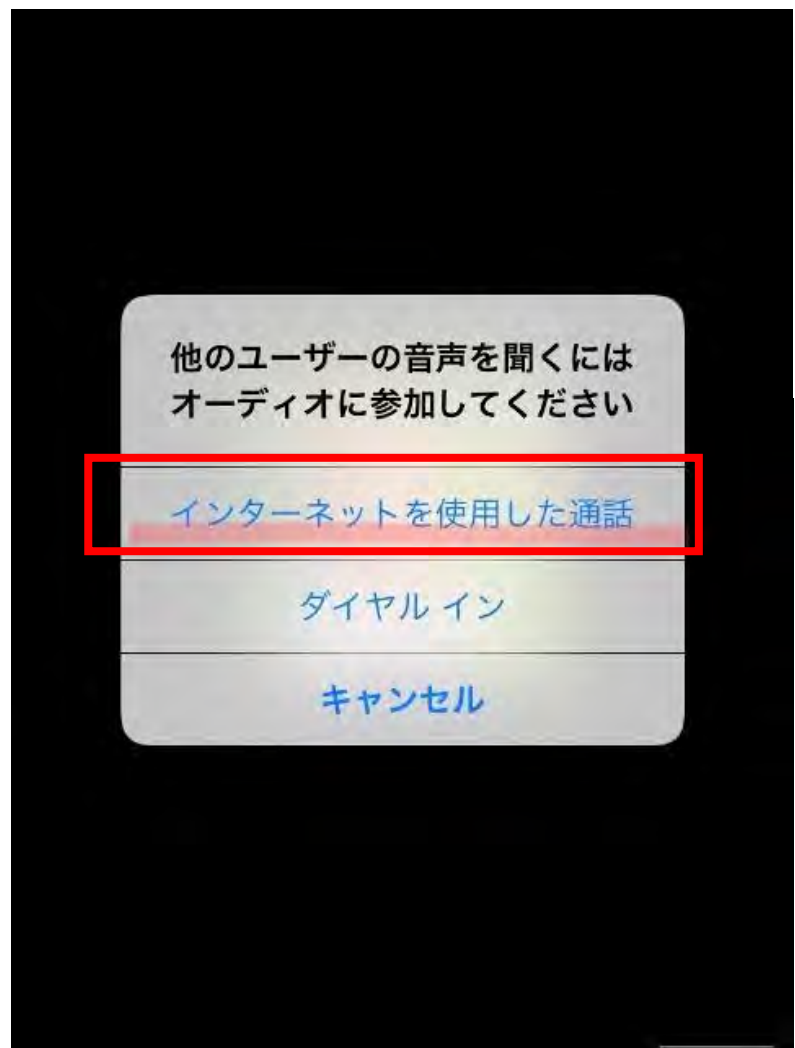 他のユーザーの音声を聞くには
オーディオに参加してください
インターネットを使用した通話
ダイヤル イン
キャンセル